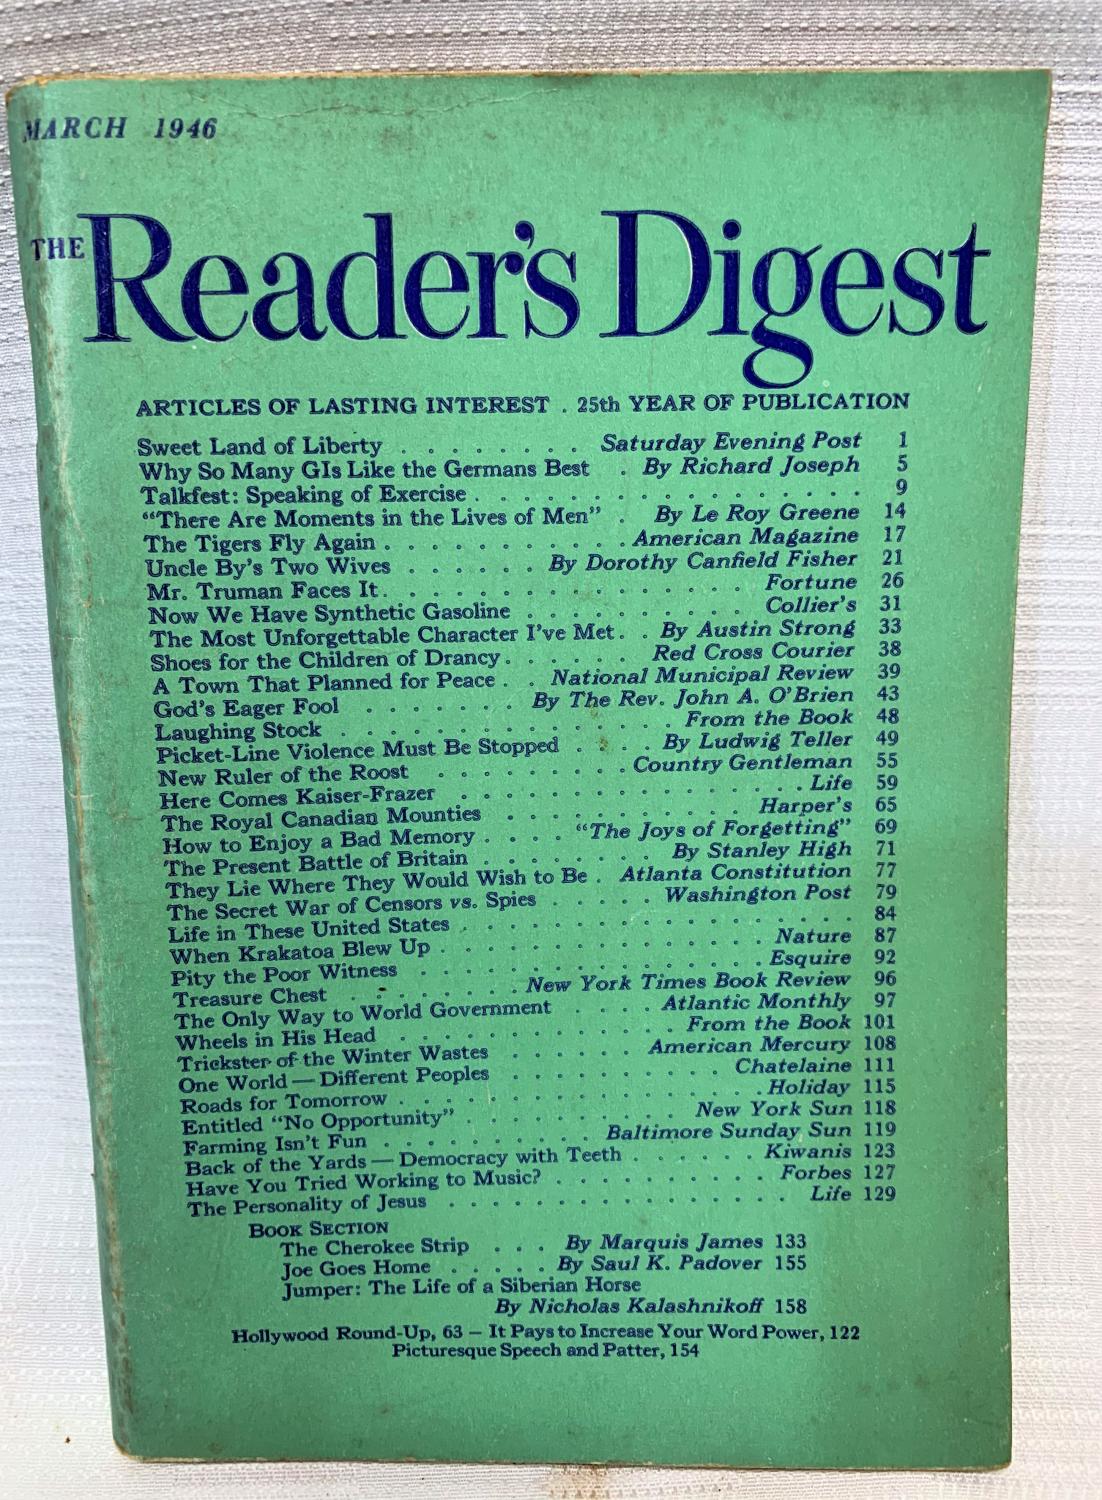 MARCH 1946
THE Reader's Digest
ARTICLES OF LASTING INTEREST . 25th YEAR OF PUBLICATION
Sweet Land of Liberty . . . . . . . . Saturday Evening Post 1
Why So Many GIs Like the Germans Best . By Richard Joseph 5
Talkfest: Speaking of Exercise . . . . . . . . . . . . . . . . 9
“There Are Moments in the Lives of Men” . By Le Roy Greene 14
The Tigers Fly Again . . . . . . . . . . . American Magazine 17
Uncle By's Two Wives . . . . . . By Dorothy Canfield Fisher 21
Mr. Truman Faces It . . . . . . . . . . . . . . . . Fortune 26
Now We Have Synthetic Gasoline . . . . . . . . . Collier's 31
The Most Unforgettable Character I've Met . . By Austin Strong 33
Shoes for the Children of Drancy . . . . . . Red Cross Courier 38
A Town That Planned for Peace . . National Municipal Review 39
God's Eager Fool . . . . . . . By The Rev. John A. O'Brien 43
Laughing Stock . . . . . . . . . . . . . . From the Book 48
Picket-Line Violence Must Be Stopped . . . . By Ludwig Teller 49
New Ruler of the Roost . . . . . . . . . Country Gentleman 55
Here Comes Kaiser-Frazer . . . . . . . . . . . . . . . Life 59
The Royal Canadian Mounties . . . . . . . . . . . Harper's 65
How to Enjoy a Bad Memory . . . . “The Joys of Forgetting” 69
The Present Battle of Britain . . . . . . . . By Stanley High 71
They Lie Where They Would Wish to Be . Atlanta Constitution 77
The Secret War of Censors vs. Spies . . . . . Washington Post 79
Life in These United States . . . . . . . . . . . . . . . . . 84
When Krakatoa Blew Up . . . . . . . . . . . . . . Nature 87
Pity the Poor Witness . . . . . . . . . . . . . . . Esquire 92
Treasure Chest . . . . . . . . New York Times Book Review 96
The Only Way to World Government . . . . Atlantic Monthly 97
Wheels in His Head . . . . . . . . . . . . From the Book 101
Trickster of the Winter Wastes . . . . . . American Mercury 108
One World — Different Peoples . . . . . . . . . . Chatelaine 111
Roads for Tomorrow . . . . . . . . . . . . . . . . Holiday 115
Entitled “No Opportunity” . . . . . . . . . . New York Sun 118
Farming Isn't Fun . . . . . . . . . . Baltimore Sunday Sun 119
Back of the Yards — Democracy with Teeth . . . . . . Kiwanis 123
Have You Tried Working to Music? . . . . . . . . . . Forbes 127
The Personality of Jesus . . . . . . . . . . . . . . . Life 129
BOOK SECTION
The Cherokee Strip . . . By Marquis James 133
Joe Goes Home . . . . . By Saul K. Padover 155
Jumper: The Life of a Siberian Horse
By Nicholas Kalashnikoff 158
Hollywood Round-Up, 63 — It Pays to Increase Your Word Power, 122
Picturesque Speech and Patter, 154